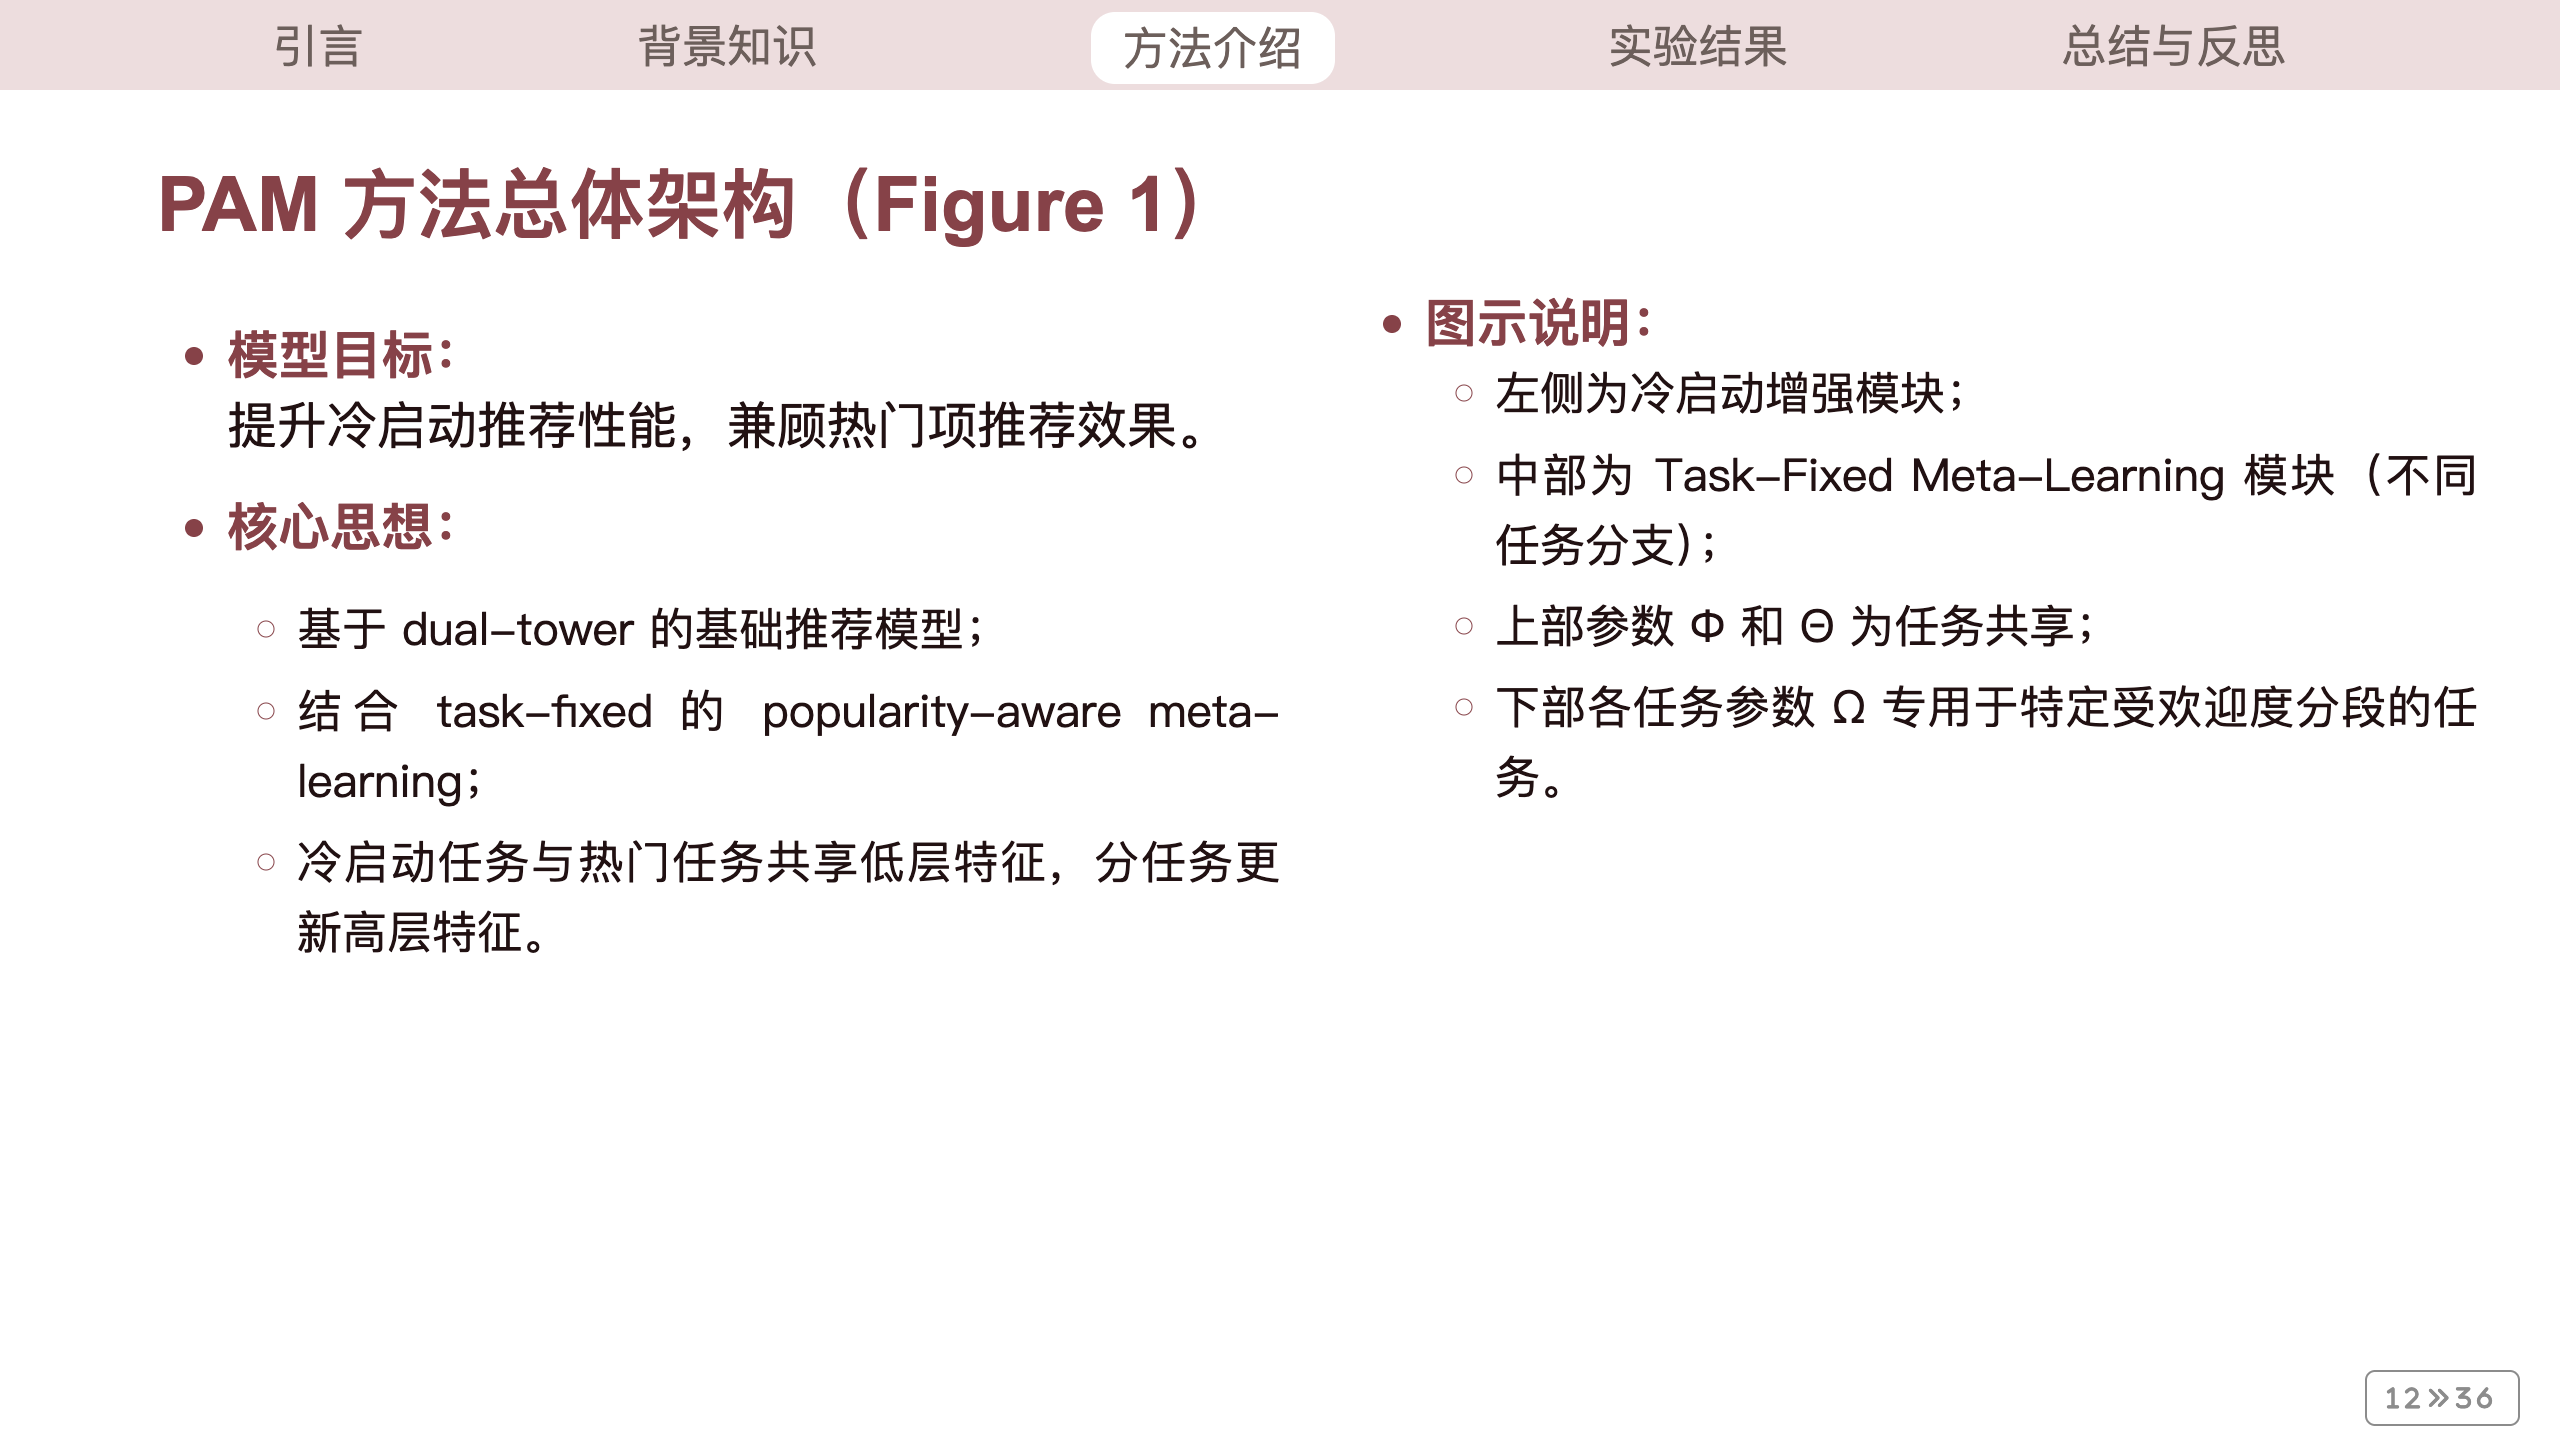 引言
背景知识
方法介绍
实验结果
总结与反思
PAM 方法总体架构（Figure 1）
• 模型目标：
提升冷启动推荐性能，兼顾热门项推荐效果。
• 核心思想：
○ 基于 dual-tower 的基础推荐模型；
○ 结合 task-fixed 的 popularity-aware meta-
learning；
○ 冷启动任务与热门任务共享低层特征，分任务更
新高层特征。
• 图示说明：
○ 左侧为冷启动增强模块；
○ 中部为 Task-Fixed Meta-Learning 模块（不同
任务分支）；
○ 上部参数 Φ 和 Θ 为任务共享；
○ 下部各任务参数 Ω 专用于特定受欢迎度分段的任
务。
12»36